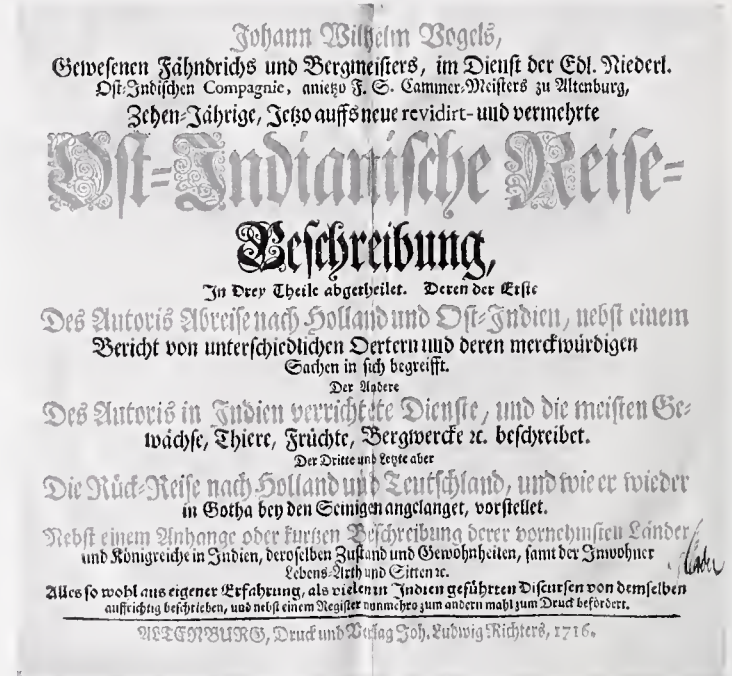 Johann Wilhelm Vogels,
Gewesenen Fähndrichs und Bergmeisters, im Dienst der Edl. Niederl.
Ost-Indischen Compagnie, anietzo F. S. Cammer-Meisters zu Altenburg,
Zehen-Jährige, Jetzo auffs neue revidirt- und vermehrte
Ost-Indianische Reise-
Beschreibung,
In Drey Theile abgetheilet. Deren der Erste
Des Autoris Abreise nach Holland und Ost-Indien, nebst einem
Bericht von unterschiedlichen Oertern und deren merckwürdigen
Sachen in sich begreifft.
Der Andere
Des Autoris in Indien verrichtete Dienste, und die meisten Ge-
wächse, Thiere, Früchte, Bergwercke ꝛc. beschreibet.
Der Dritte und Letzte aber
Die Rück-Reise nach Holland und Teutschland, und wie er wieder
in Gotha bey den Seinigen angelanget, vorstellet.
Nebst einem Anhange oder kurtzen Beschreibung derer vornehmsten Länder
und Königreiche in Indien, deroselben Zustand und Gewohnheiten, samt der Inwohner
Lebens-Arth und Sitten ꝛc.
Alles so wohl aus eigener Erfahrung, als vielen in Indien geführten Discursen von demselben
auffrichtig beschrieben, und nebst einem Register nunmehro zum andern mahl zum Druck befördert.
ALTENBURG, Druck und Verlag Joh. Ludwig Richters, 1716.